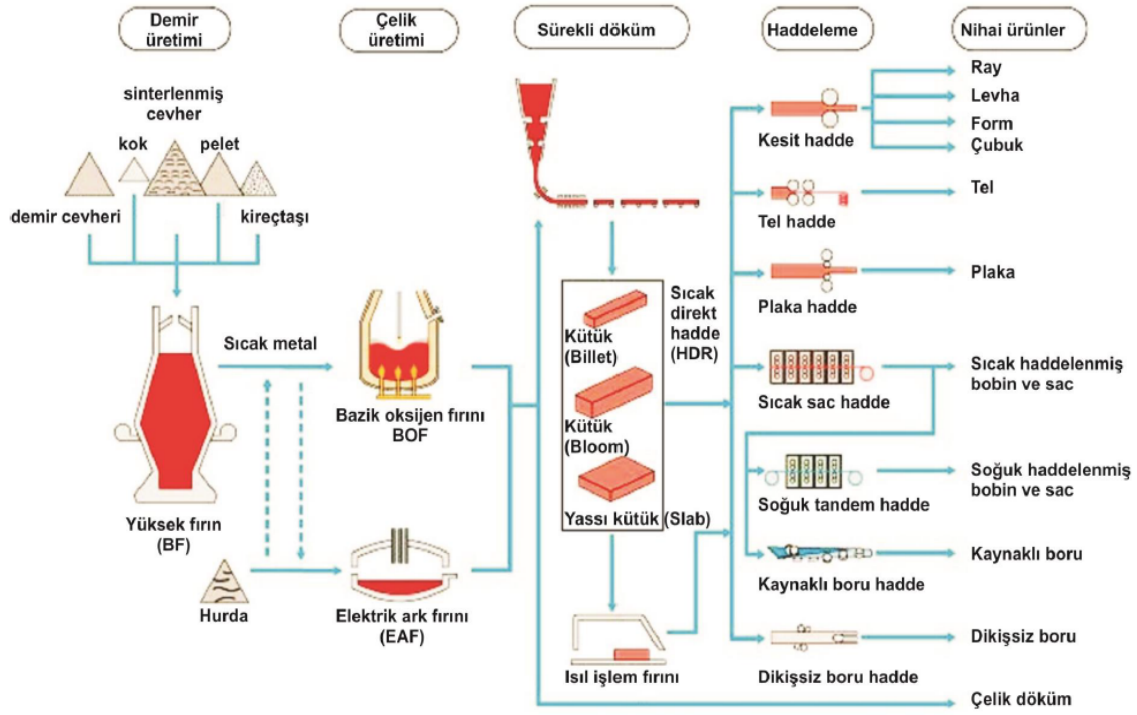 Demir
üretimi
Çelik
üretimi
Sürekli döküm
Haddeleme
Nihai ürünler
sinterlenmiş
cevher
kok
pelet
demir cevheri
kireçtaşı
Sıcak metal
Yüksek fırın
(BF)
Hurda
Bazik oksijen fırını
BOF
Elektrik ark fırını
(EAF)
Kütük
(Billet)
Sıcak
direkt
hadde
(HDR)
Kütük
(Bloom)
Yassı kütük (Slab)
Isıl işlem fırını
Kesit hadde
Tel hadde
Plaka hadde
Sıcak sac hadde
Soğuk tandem hadde
Kaynaklı boru hadde
Dikişsiz boru hadde
Ray
Levha
Form
Çubuk
Tel
Plaka
Sıcak haddelenmiş
bobin ve sac
Soğuk haddelenmiş
bobin ve sac
Kaynaklı boru
Dikişsiz boru
Çelik döküm